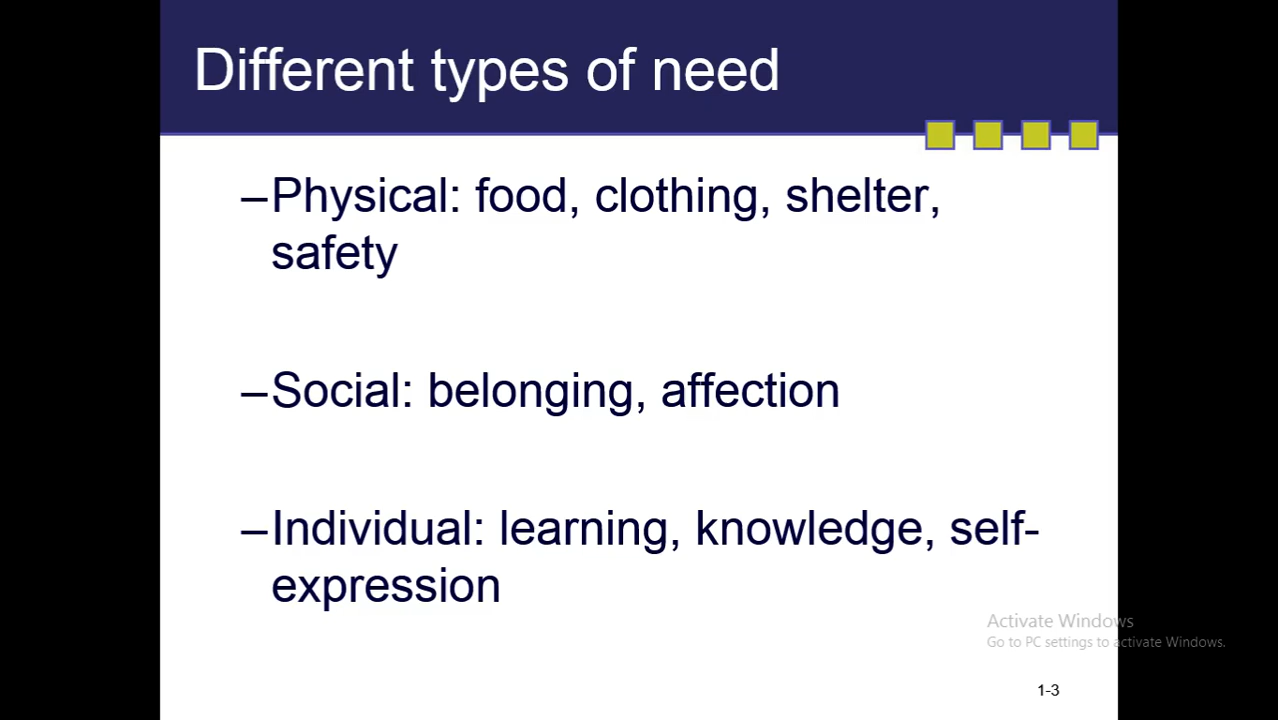 Different types of need
–Physical: food, clothing, shelter,
safety
–Social: belonging, affection
–Individual: learning, knowledge, self-
expression
Activate Windows
Go to PC settings to activate Windows.
1-3